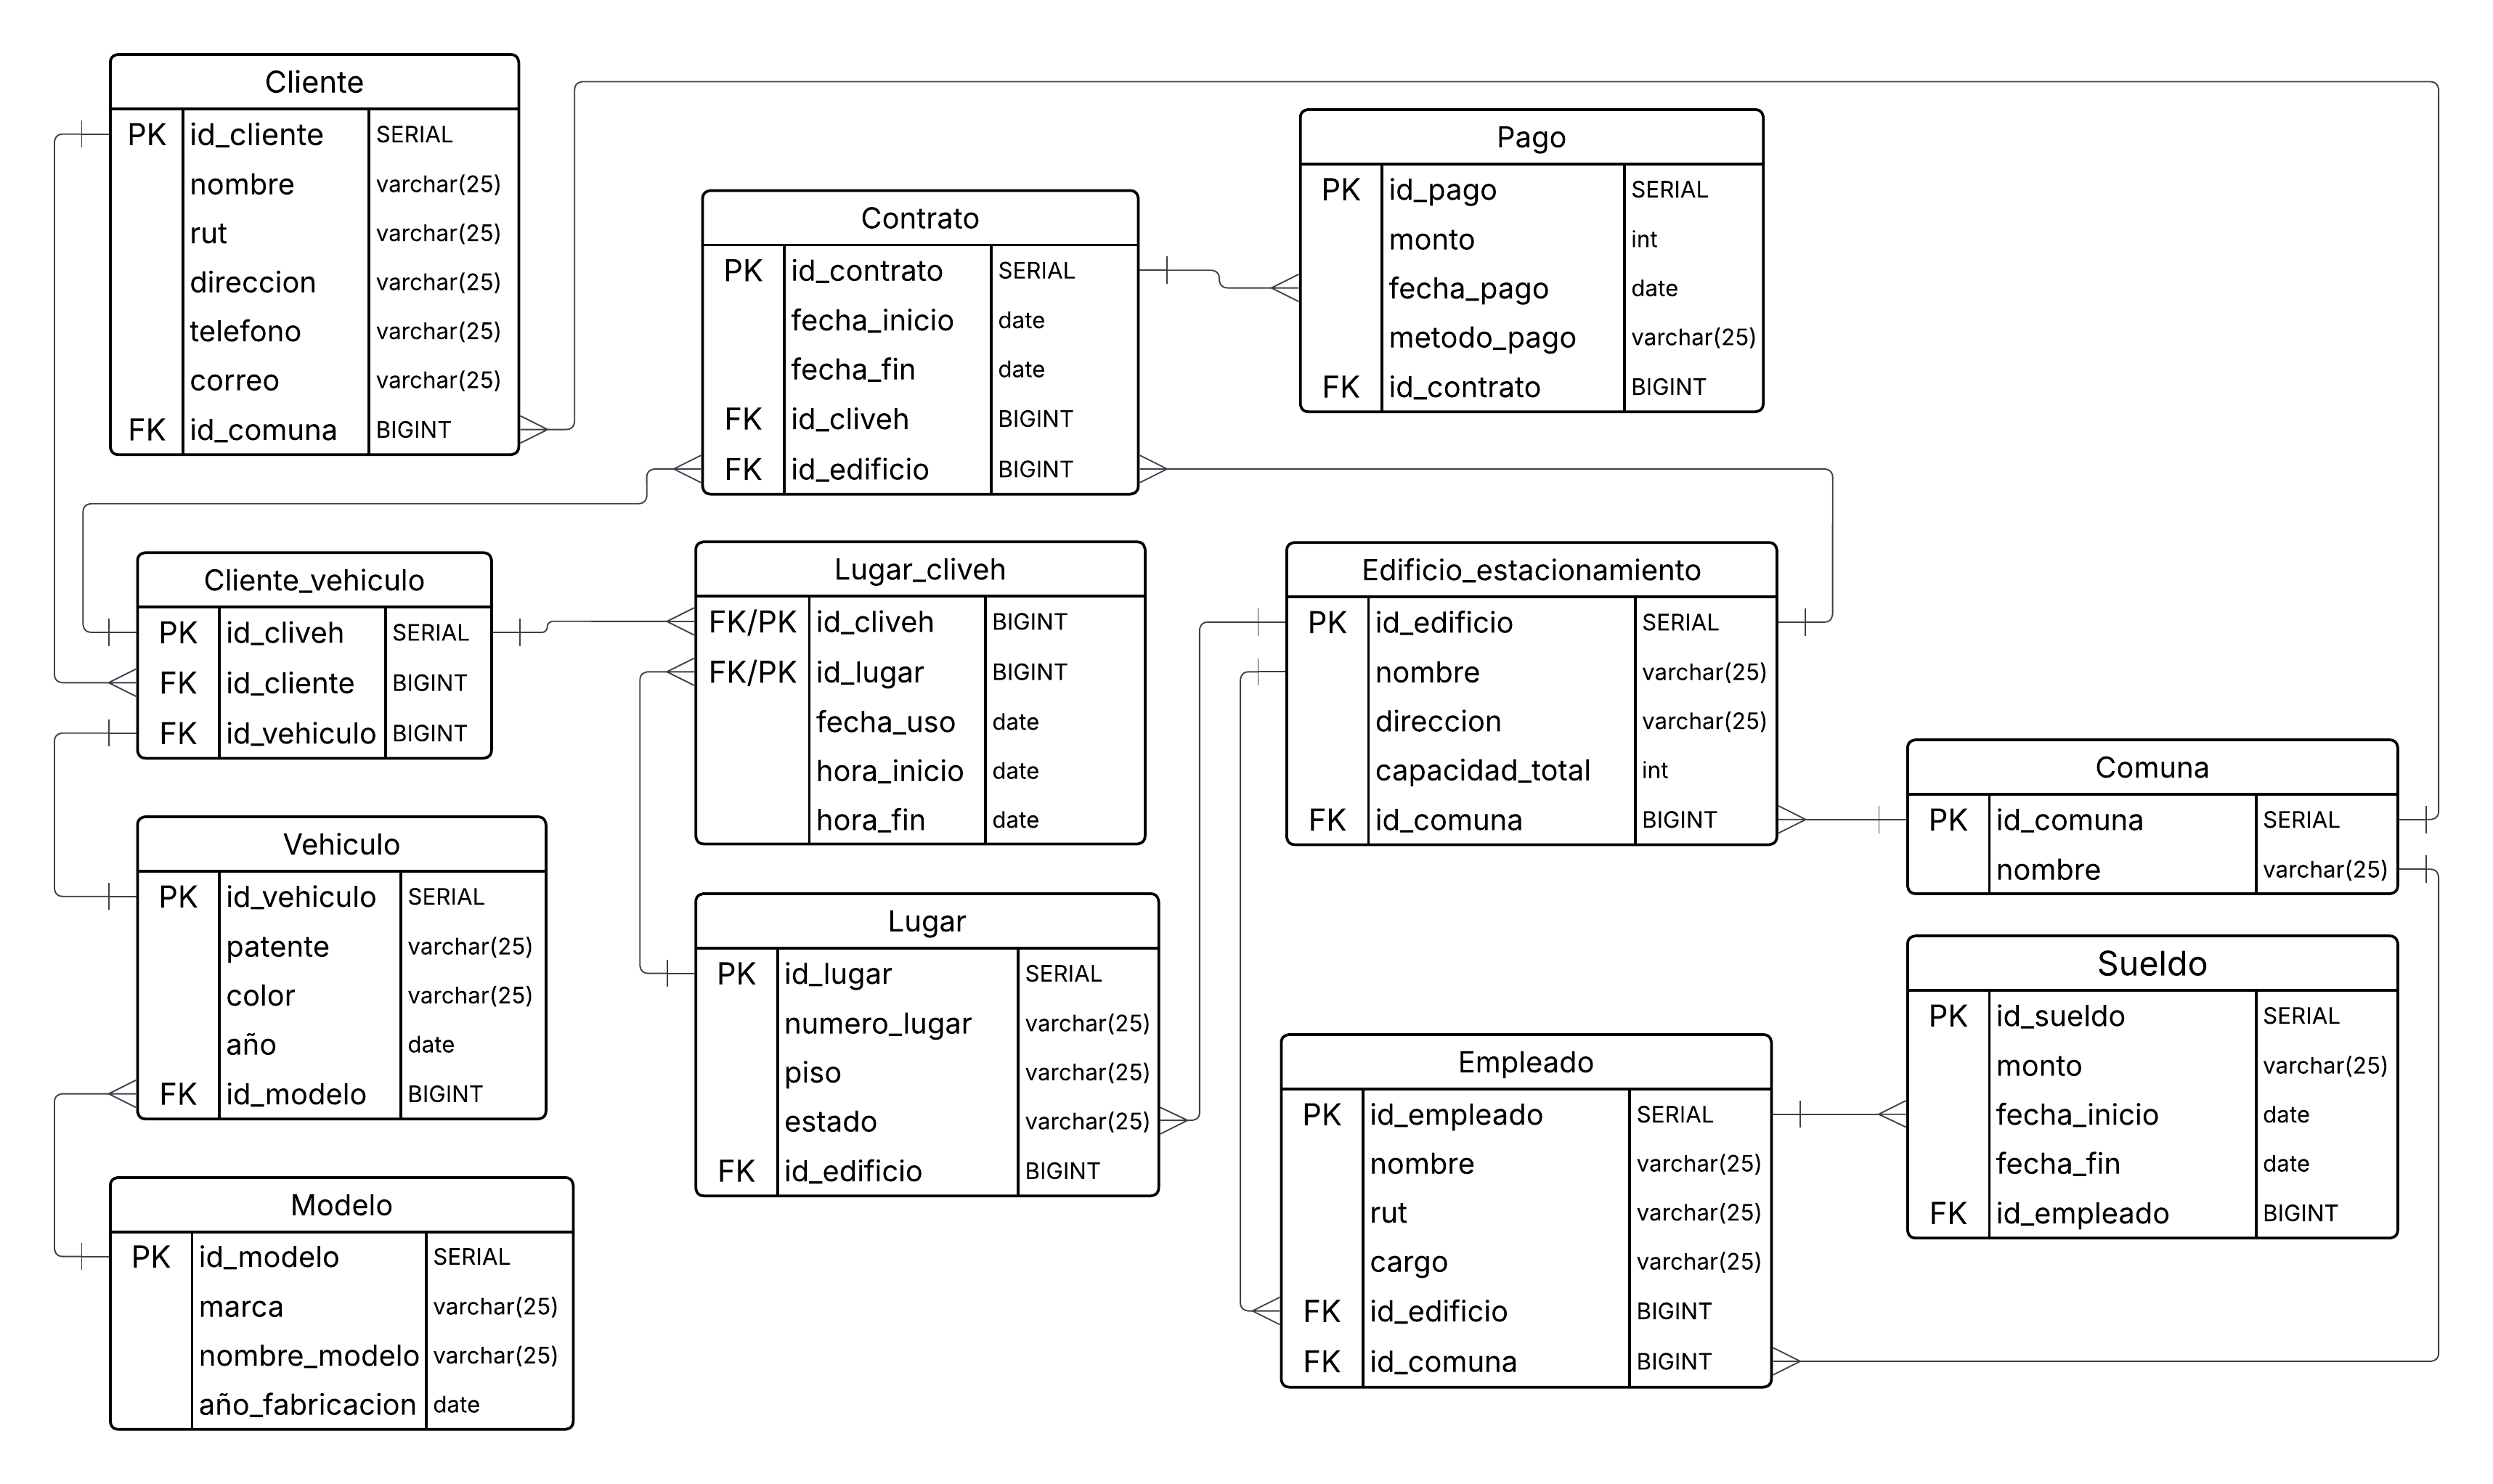 Cliente
PK id_cliente SERIAL
nombre varchar(25)
rut varchar(25)
direccion varchar(25)
telefono varchar(25)
correo varchar(25)
FK id_comuna BIGINT
Contrato
PK id_contrato SERIAL
fecha_inicio date
fecha_fin date
FK id_cliveh BIGINT
FK id_edificio BIGINT
Pago
PK id_pago SERIAL
monto int
fecha_pago date
metodo_pago varchar(25)
FK id_contrato BIGINT
Cliente_vehiculo
PK id_cliveh SERIAL
FK id_cliente BIGINT
FK id_vehiculo BIGINT
Lugar_cliveh
FK/PK id_cliveh BIGINT
FK/PK id_lugar BIGINT
fecha_uso date
hora_inicio date
hora_fin date
Edificio_estacionamiento
PK id_edificio SERIAL
nombre varchar(25)
direccion varchar(25)
capacidad_total int
FK id_comuna BIGINT
Comuna
PK id_comuna SERIAL
nombre varchar(25)
Vehiculo
PK id_vehiculo SERIAL
patente varchar(25)
color varchar(25)
año date
FK id_modelo BIGINT
Lugar
PK id_lugar SERIAL
numero_lugar varchar(25)
piso varchar(25)
estado varchar(25)
FK id_edificio BIGINT
Sueldo
PK id_sueldo SERIAL
monto varchar(25)
fecha_inicio date
fecha_fin date
FK id_empleado BIGINT
Empleado
PK id_empleado SERIAL
nombre varchar(25)
rut varchar(25)
cargo varchar(25)
FK id_edificio BIGINT
FK id_comuna BIGINT
Modelo
PK id_modelo SERIAL
marca varchar(25)
nombre_modelo varchar(25)
año_fabricacion date